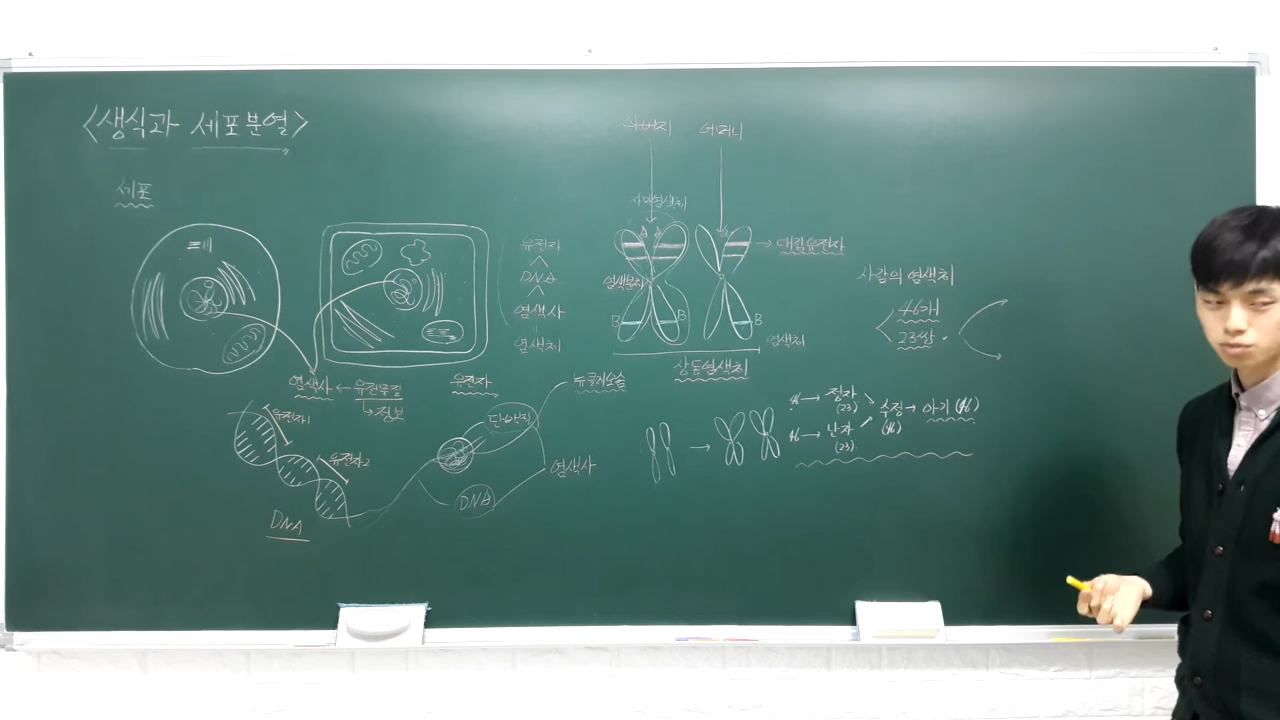 <생식과 세포분열>
세포
유전자
DNA
염색사
염색체
염색사 ← 유전물질
정보
유전자
유전자1
유전자2
DNA
뉴클레오솜
단백질
염색사
DNA
아버지
어머니
자매염색체
A A A
대립유전자
염색분체
B B B
염색체
상동염색체
사람의 염색체
46개
23쌍
46 → 정자 (23)
46 → 난자 (23)
수정 → 아기 (46)
(46)